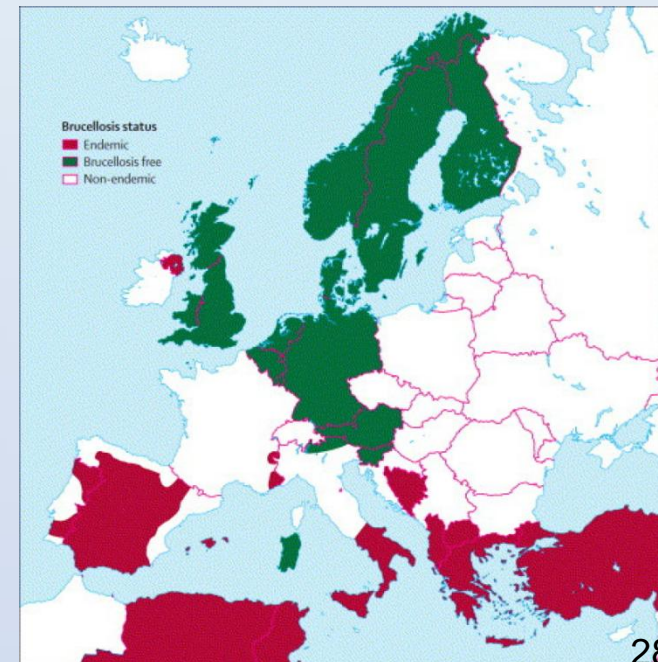 Brucellosis status
Endemic
Brucellosis free
Non-endemic
28